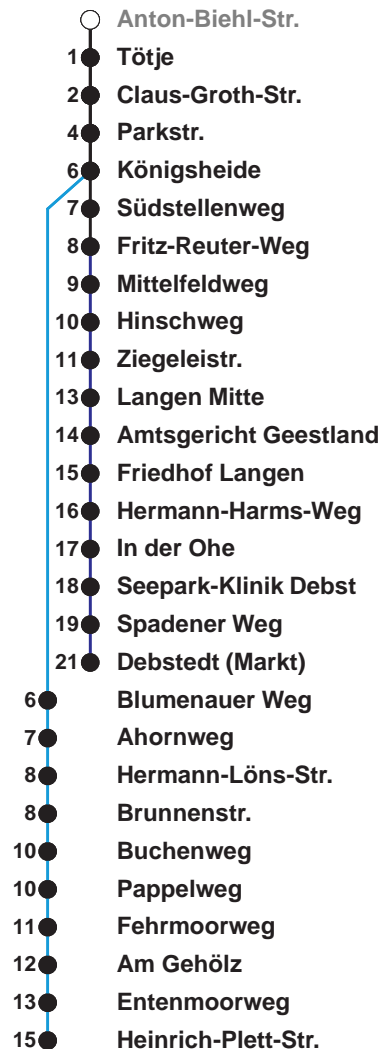 Anton-Biehl-Str.
1 Tötje
2 Claus-Groth-Str.
4 Parkstr.
6 Königsheide
7 Südstellenweg
8 Fritz-Reuter-Weg
9 Mittelfeldweg
10 Hinschweg
11 Ziegeleistr.
13 Langen Mitte
14 Amtsgericht Geestland
15 Friedhof Langen
16 Hermann-Harms-Weg
17 In der Ohe
18 Seepark-Klinik Debst
19 Spadener Weg
21 Debstedt (Markt)
6 Blumenauer Weg
7 Ahornweg
8 Hermann-Löns-Str.
8 Brunnenstr.
10 Buchenweg
10 Pappelweg
11 Fehrmoorweg
12 Am Gehölz
13 Entenmoorweg
15 Heinrich-Plett-Str.